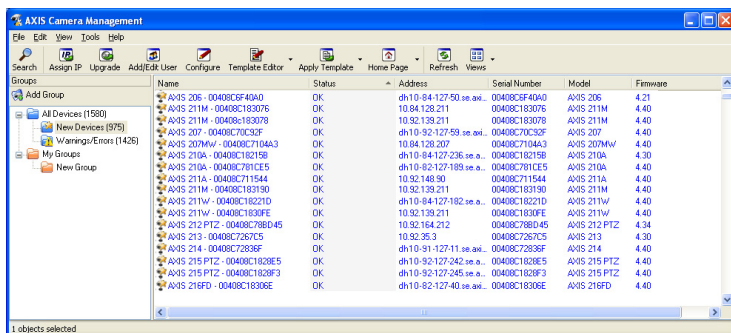 AXIS Camera Management
File Edit View Tools Help
Search Assign IP Upgrade Add/Edit User Configure Template Editor Apply Template Home Page Refresh Views
Groups
Add Group
All Devices (1580)
New Devices (975)
Warnings/Errors (1426)
My Groups
New Group
Name Status Address Serial Number Model Firmware
AXIS 206 - 00408C6F40A0 OK dh10-84-127-50.se.axi... 00408C6F40A0 AXIS 206 4.21
AXIS 211M - 00408C183076 OK 10.84.128.211 00408C183076 AXIS 211M 4.40
AXIS 211M - 00408c183078 OK 10.92.139.211 00408C183078 AXIS 211M 4.40
AXIS 207 - 00408C70C92F OK dh10-92-127-59.se.axi... 00408C70C92F AXIS 207 4.40
AXIS 207MW - 00408C7104A3 OK 10.84.128.207 00408C7104A3 AXIS 207MW 4.40
AXIS 210A - 00408C18215B OK dh10-84-127-236.se.a... 00408C18215B AXIS 210A 4.30
AXIS 210A - 00408C781CE5 OK dh10-82-127-189.se.a... 00408C781CE5 AXIS 210A 4.40
AXIS 211A - 00408C711544 OK 10.92.148.90 00408C711544 AXIS 211A 4.40
AXIS 211M - 00408C183190 OK 10.92.139.211 00408C183190 AXIS 211M 4.40
AXIS 211W - 00408C18221D OK dh10-84-127-182.se.a... 00408C18221D AXIS 211W 4.40
AXIS 211W - 00408C1830FE OK 10.92.139.211 00408C1830FE AXIS 211W 4.40
AXIS 212 PTZ - 00408C78BD45 OK 10.92.164.212 00408C78BD45 AXIS 212 PTZ 4.34
AXIS 213 - 00408C7267C5 OK 10.92.35.3 00408C7267C5 AXIS 213 4.30
AXIS 214 - 00408C72836F OK dh10-91-127-11.se.axi... 00408C72836F AXIS 214 4.40
AXIS 215 PTZ - 00408C1828E5 OK dh10-92-127-242.se.a... 00408C1828E5 AXIS 215 PTZ 4.40
AXIS 215 PTZ - 00408C1828F3 OK dh10-92-127-245.se.a... 00408C1828F3 AXIS 215 PTZ 4.40
AXIS 216FD - 00408C18306E OK dh10-82-127-40.se.axi... 00408C18306E AXIS 216FD 4.40
1 objects selected